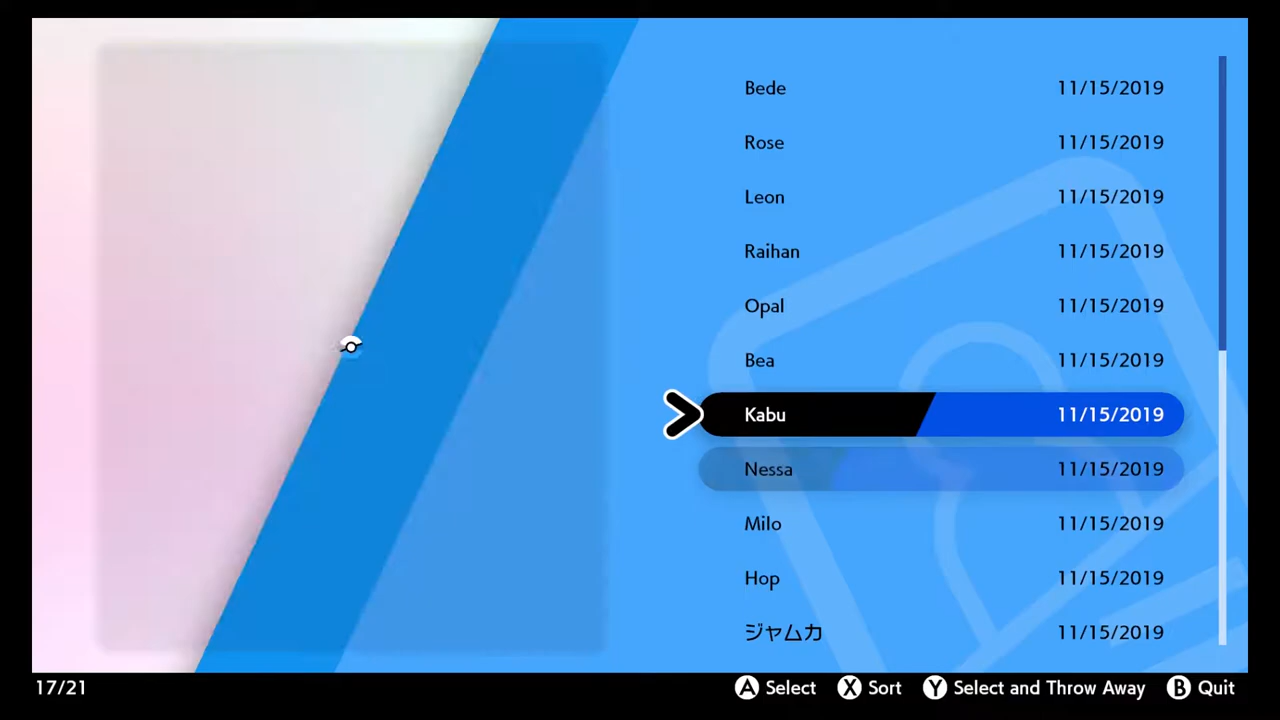 Bede 11/15/2019
Rose 11/15/2019
Leon 11/15/2019
Raihan 11/15/2019
Opal 11/15/2019
Bea 11/15/2019
Kabu 11/15/2019
Nessa 11/15/2019
Milo 11/15/2019
Hop 11/15/2019
ジャムカ 11/15/2019
17/21 A Select X Sort Y Select and Throw Away B Quit